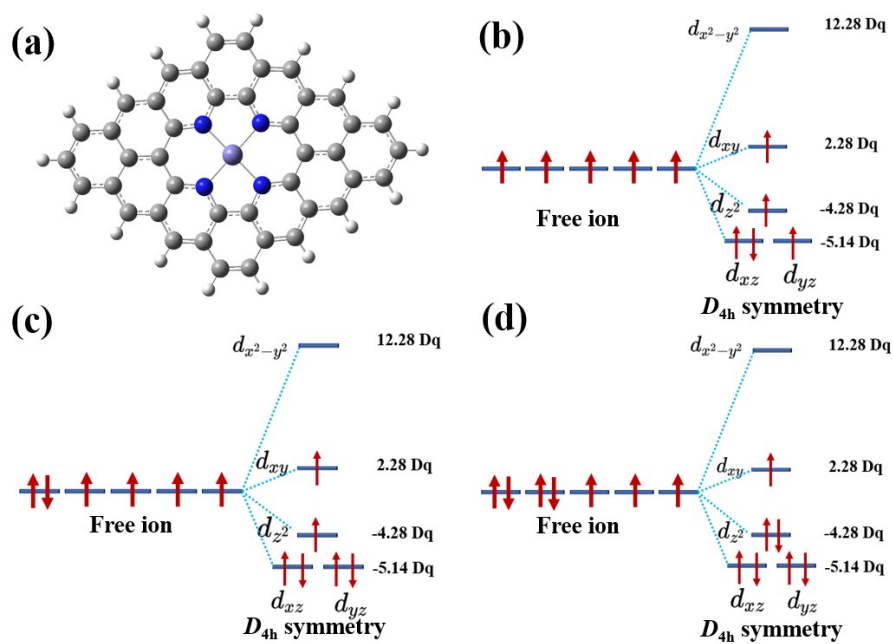 (a)
(b)
d_{x^2-y^2}
12.28 Dq
d_{xy}
2.28 Dq
d_{z^2}
-4.28 Dq
Free ion
-5.14 Dq
d_{xz}
d_{yz}
D_{4h} symmetry
(c)
d_{x^2-y^2}
12.28 Dq
d_{xy}
2.28 Dq
Free ion
d_{z^2}
-4.28 Dq
-5.14 Dq
d_{xz}
d_{yz}
D_{4h} symmetry
(d)
d_{x^2-y^2}
12.28 Dq
d_{xy}
2.28 Dq
Free ion
d_{z^2}
-4.28 Dq
-5.14 Dq
d_{xz}
d_{yz}
D_{4h} symmetry